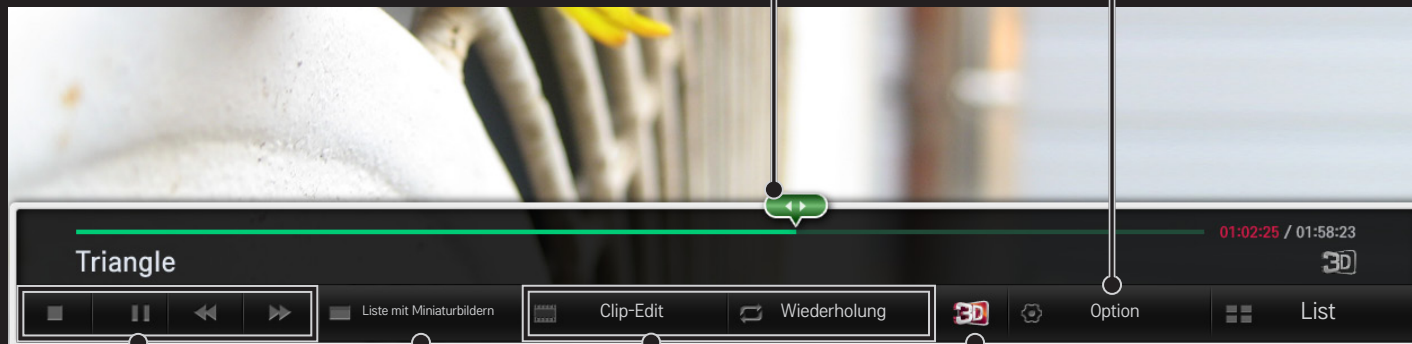 01:02:25 / 01:58:23
Triangle
3D
Liste mit Miniaturbildern
Clip-Edit
Wiederholung
3D
Option
List